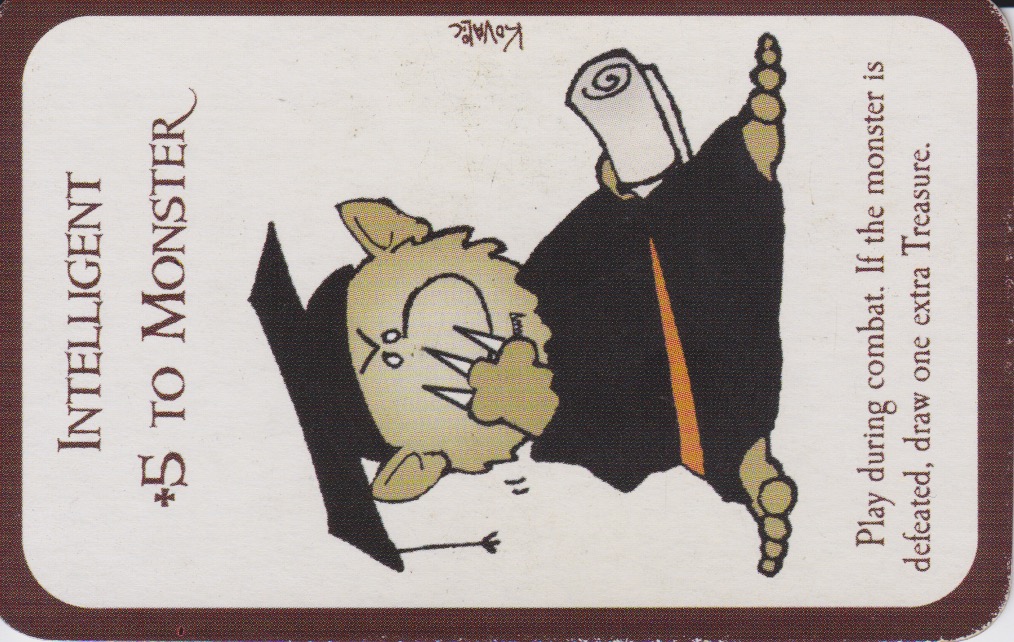 INTELLIGENT
+5 TO MONSTER
KOVALIC
Play during combat. If the monster is
defeated, draw one extra Treasure.